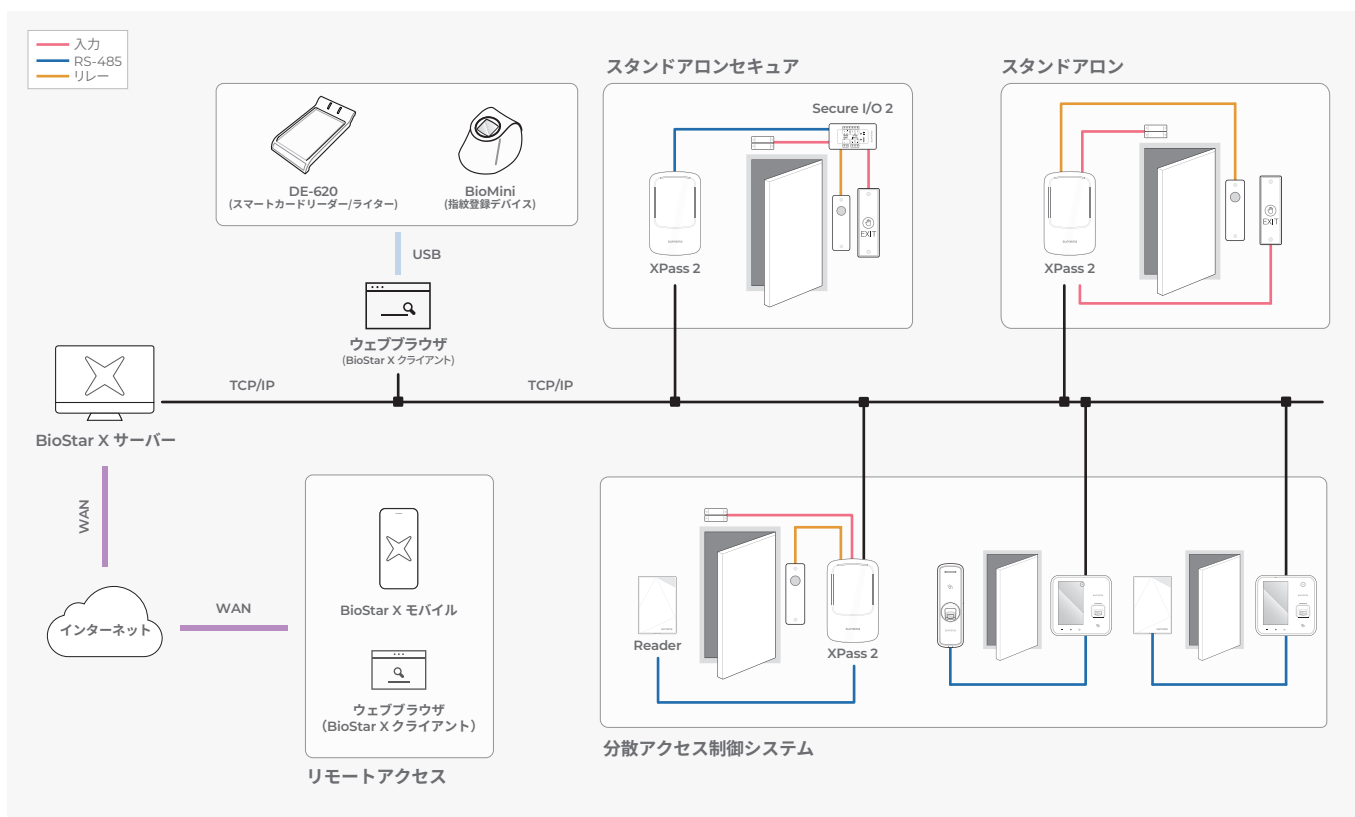 入力
RS-485
リレー
DE-620
(スマートカードリーダー/ライター)
BioMini
(指紋登録デバイス)
USB
ウェブブラウザ
(BioStar X クライアント)
スタンドアロンセキュア
Secure I/O 2
EXIT
XPass 2
スタンドアロン
EXIT
XPass 2
TCP/IP
TCP/IP
BioStar X サーバー
WAN
インターネット
WAN
BioStar X モバイル
ウェブブラウザ
（BioStar X クライアント）
リモートアクセス
Reader
XPass 2
分散アクセス制御システム